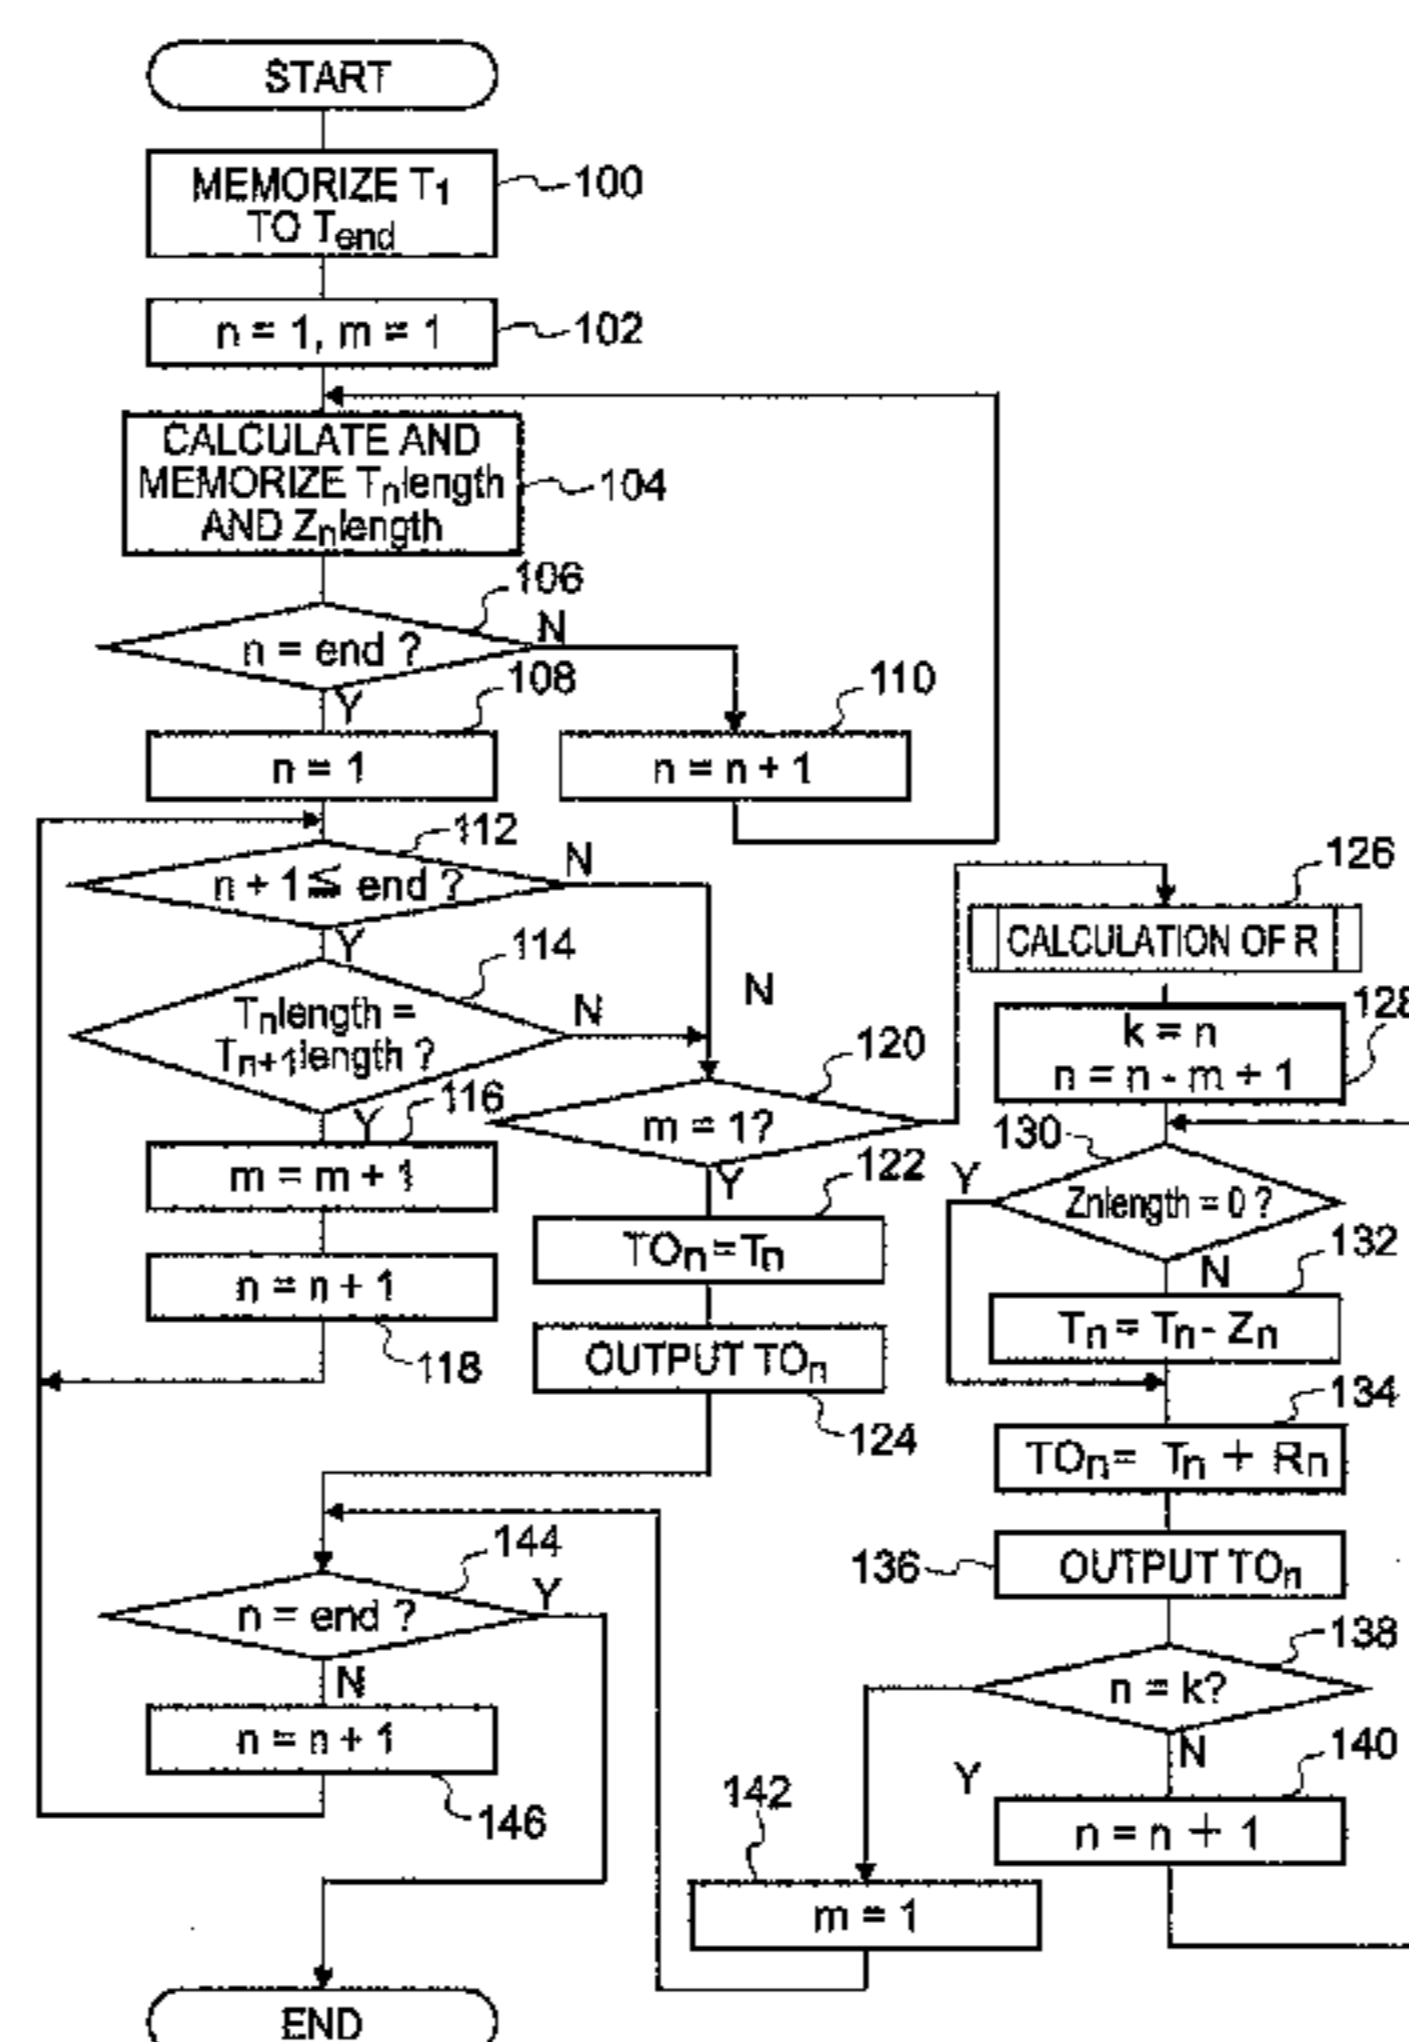 START
MEMORIZE T1
TO Tend
100
n = 1, m = 1
102
CALCULATE AND
MEMORIZE Tnlength
AND Znlength
104
106
n = end ?
N
Y
108
n = 1
110
n = n + 1
112
n + 1 ≦ end ?
N
Y
114
Tnlength =
Tn+1length ?
N
Y
116
m = m + 1
n = n + 1
118
N
120
m = 1?
Y
122
TOn=Tn
OUTPUT TOn
124
126
CALCULATION OF R
128
k = n
n = n - m + 1
130
Y
Znlength = 0 ?
N
132
Tn = Tn - Zn
134
TOn = Tn + Rn
136
OUTPUT TOn
138
n = k?
N
Y
140
n = n + 1
142
m = 1
144
n = end ?
Y
N
n = n + 1
146
END